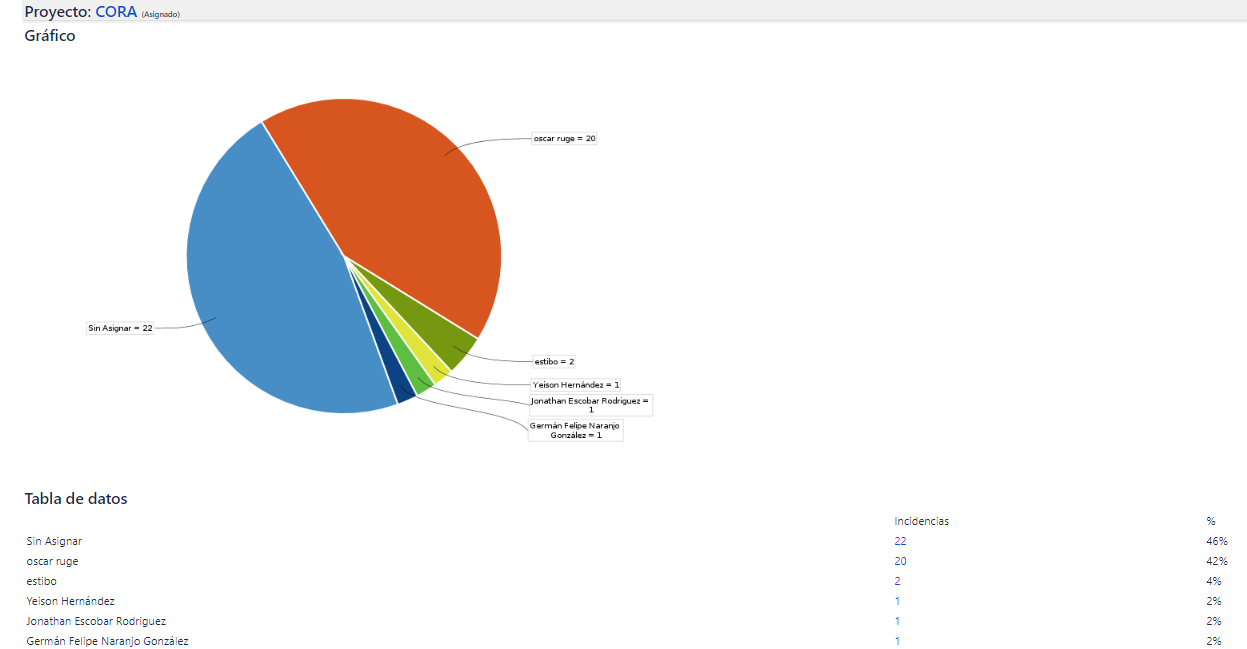 Proyecto: CORA (Asignado)
Gráfico
oscar ruge = 20
Sin Asignar = 22
estibo = 2
Yeison Hernández = 1
Jonathan Escobar Rodriguez =
1
Germán Felipe Naranjo
González = 1
Tabla de datos
Incidencias %
Sin Asignar 22 46%
oscar ruge 20 42%
estibo 2 4%
Yeison Hernández 1 2%
Jonathan Escobar Rodriguez 1 2%
Germán Felipe Naranjo González 1 2%